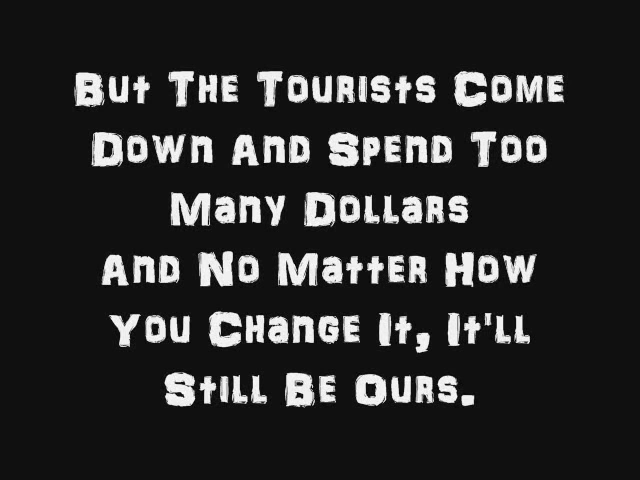 But The Tourists Come
Down And Spend Too
Many Dollars
And No Matter How
You Change It, It'll
Still Be Ours.